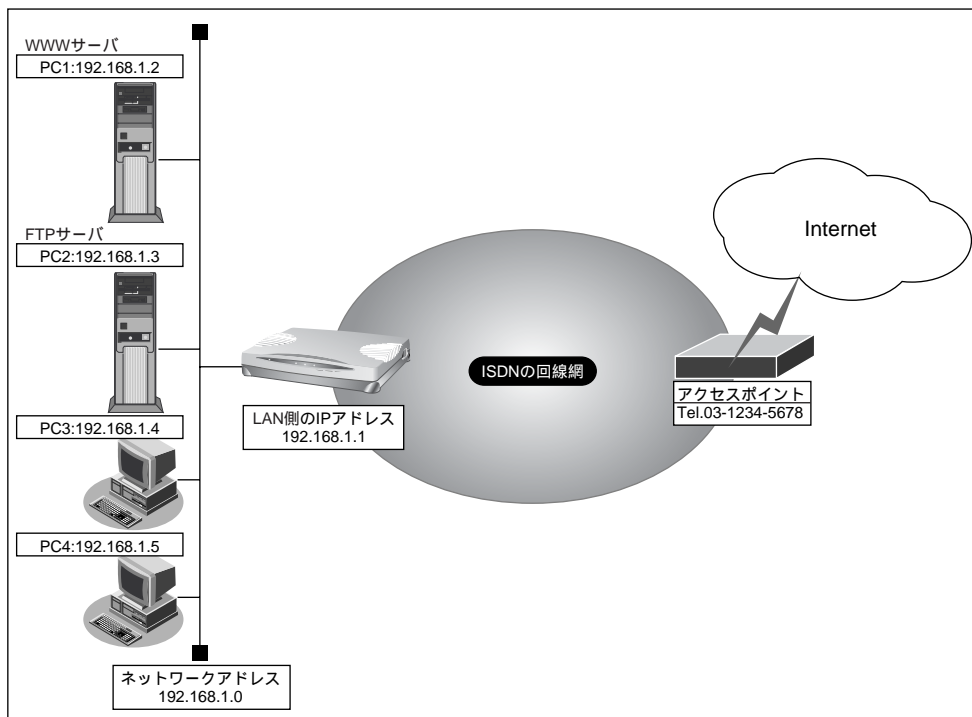 WWWサーバ
PC1:192.168.1.2
FTPサーバ
PC2:192.168.1.3
PC3:192.168.1.4
PC4:192.168.1.5
ネットワークアドレス
192.168.1.0
LAN側のIPアドレス
192.168.1.1
ISDNの回線網
アクセスポイント
Tel.03-1234-5678
Internet